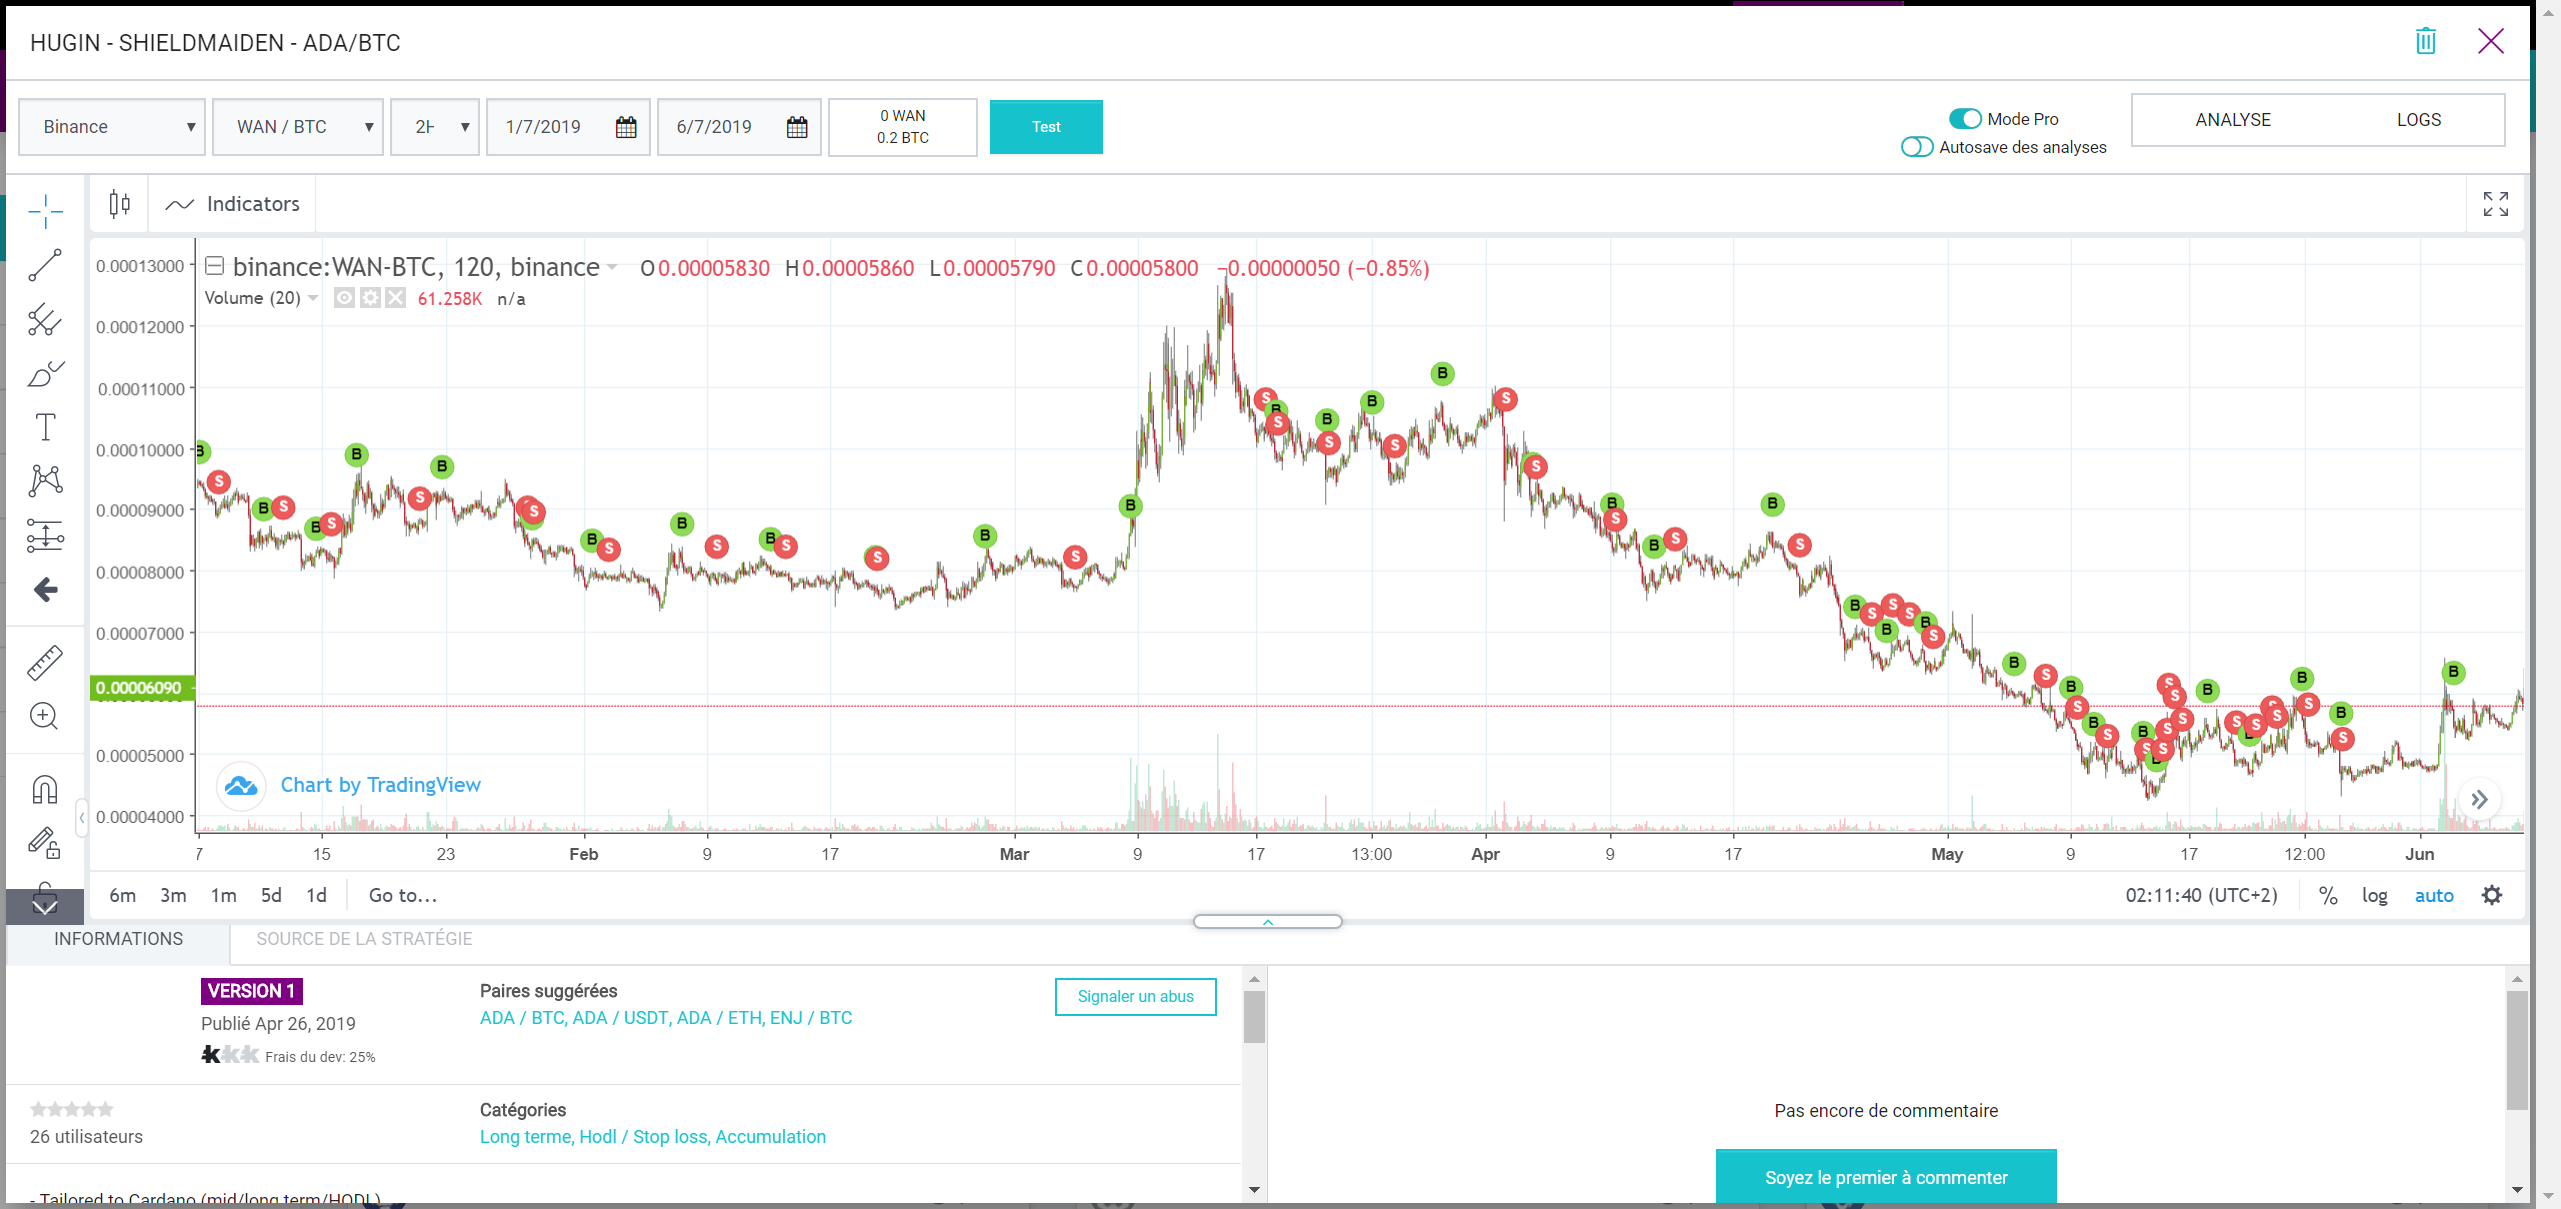 HUGIN - SHIELDMAIDEN - ADA/BTC
Binance
WAN / BTC
2H
1/7/2019
6/7/2019
0 WAN
0.2 BTC
Test
Mode Pro
Autosave des analyses
ANALYSE
LOGS
Indicators
binance:WAN-BTC, 120, binance O0.00005830 H0.00005860 L0.00005790 C0.00005800 −0.00000050 (−0.85%)
Volume (20) 61.258K n/a
0.00013000
0.00012000
0.00011000
0.00010000
0.00009000
0.00008000
0.00007000
0.00006090
0.00005000
0.00004000
Chart by TradingView
7 15 23 Feb 9 17 Mar 9 17 13:00 Apr 9 17 May 9 17 12:00 Jun
6m 3m 1m 5d 1d Go to...
02:11:40 (UTC+2) % log auto
INFORMATIONS
SOURCE DE LA STRATÉGIE
VERSION 1
Publié Apr 26, 2019
Frais du dev: 25%
Paires suggérées
ADA / BTC, ADA / USDT, ADA / ETH, ENJ / BTC
Signaler un abus
26 utilisateurs
Catégories
Long terme, Hodl / Stop loss, Accumulation
- Tailored to Cardano (mid/long term/HODL)
Pas encore de commentaire
Soyez le premier à commenter